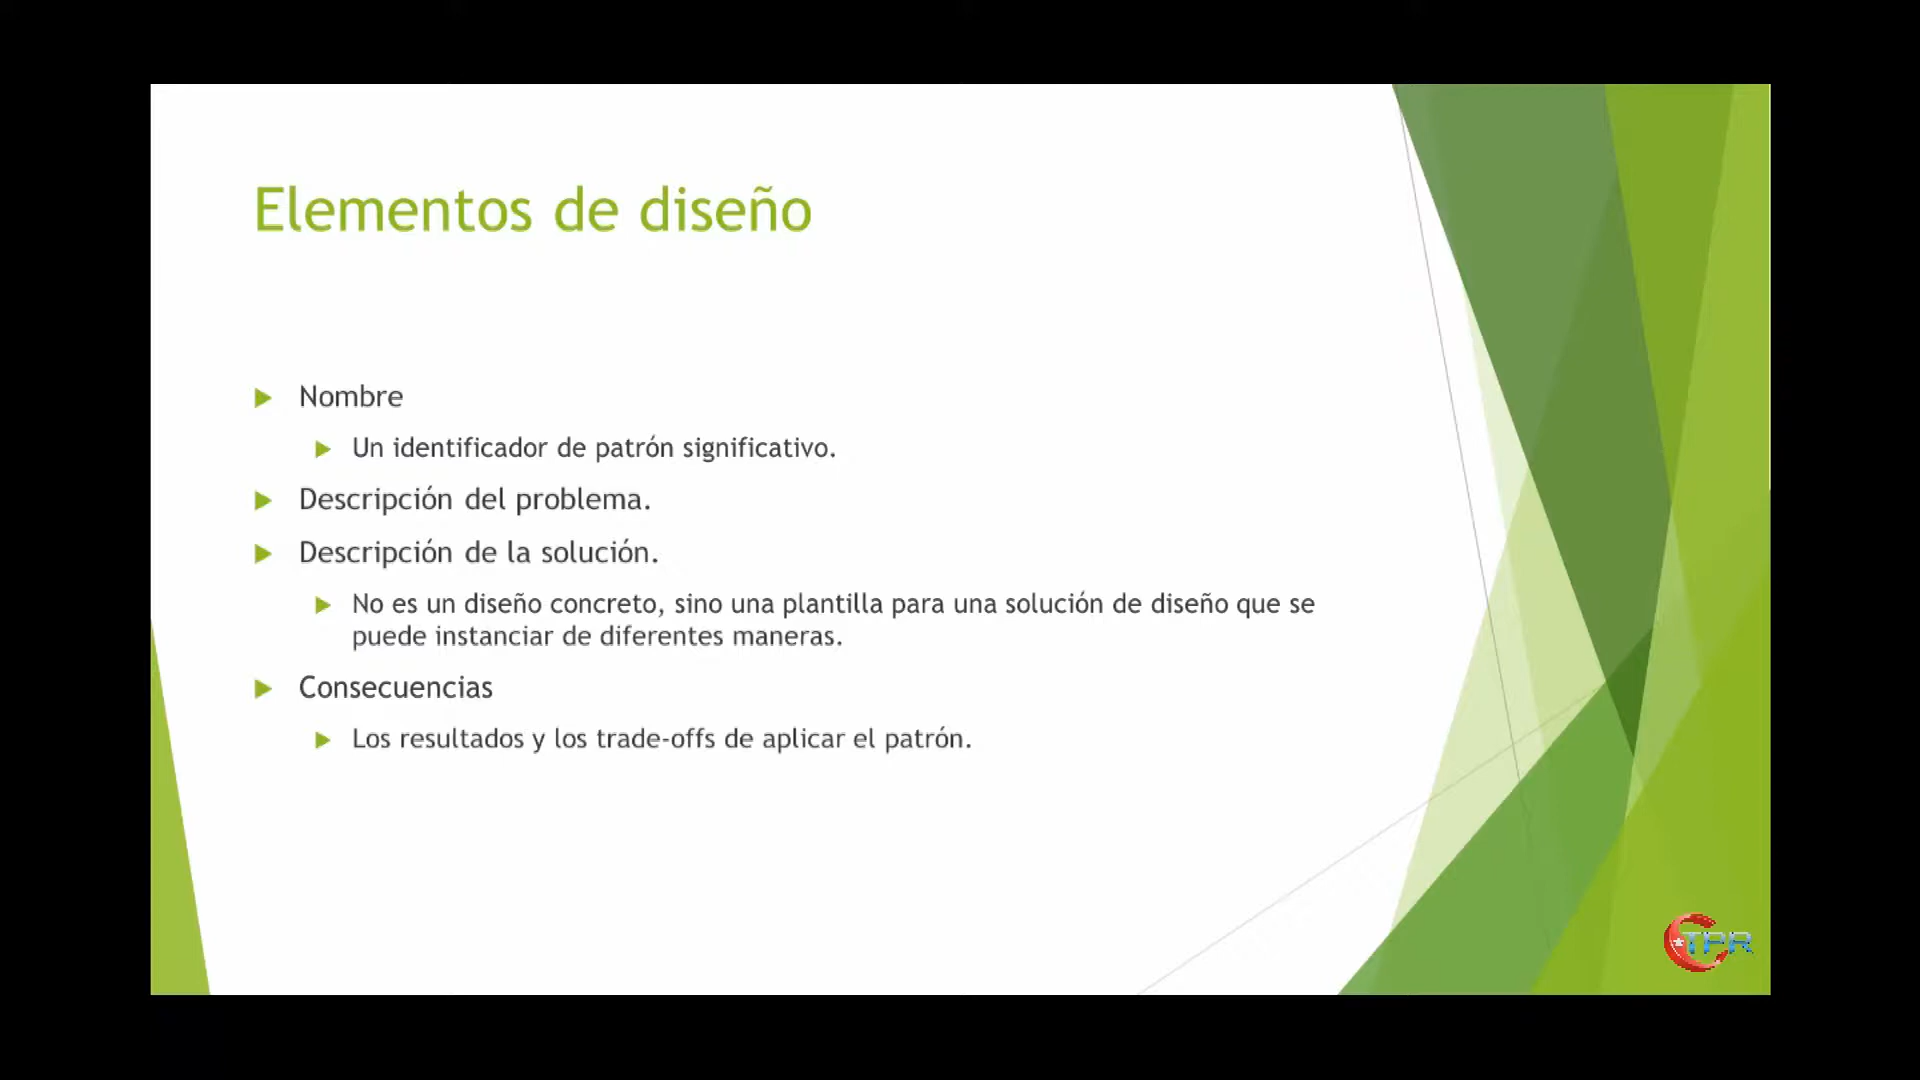 Elementos de diseño
Nombre
Un identificador de patrón significativo.
Descripción del problema.
Descripción de la solución.
No es un diseño concreto, sino una plantilla para una solución de diseño que se
puede instanciar de diferentes maneras.
Consecuencias
Los resultados y los trade-offs de aplicar el patrón.
CTPR